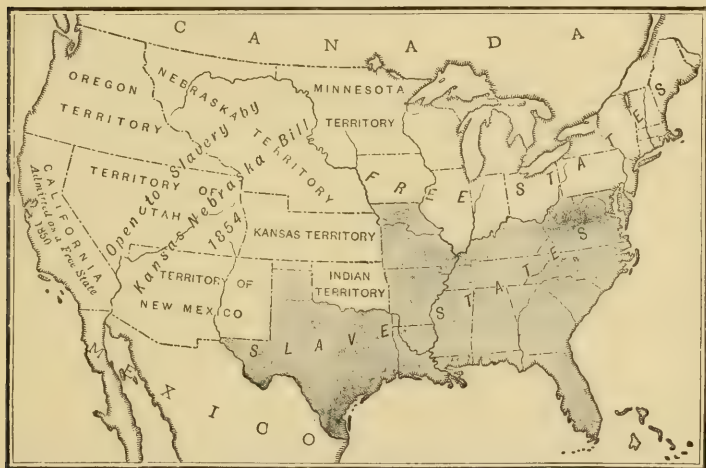 CANADA
OREGON
TERRITORY
NEBRASKA
TERRITORY
MINNESOTA
TERRITORY
Open to Slavery by
Kansas Nebraska Bill
1854
TERRITORY OF
UTAH
CALIFORNIA
Admitted as a Free State
1850
KANSAS TERRITORY
TERRITORY OF
NEW MEXICO
INDIAN
TERRITORY
FREE STATES
SLAVE STATES
MEXICO